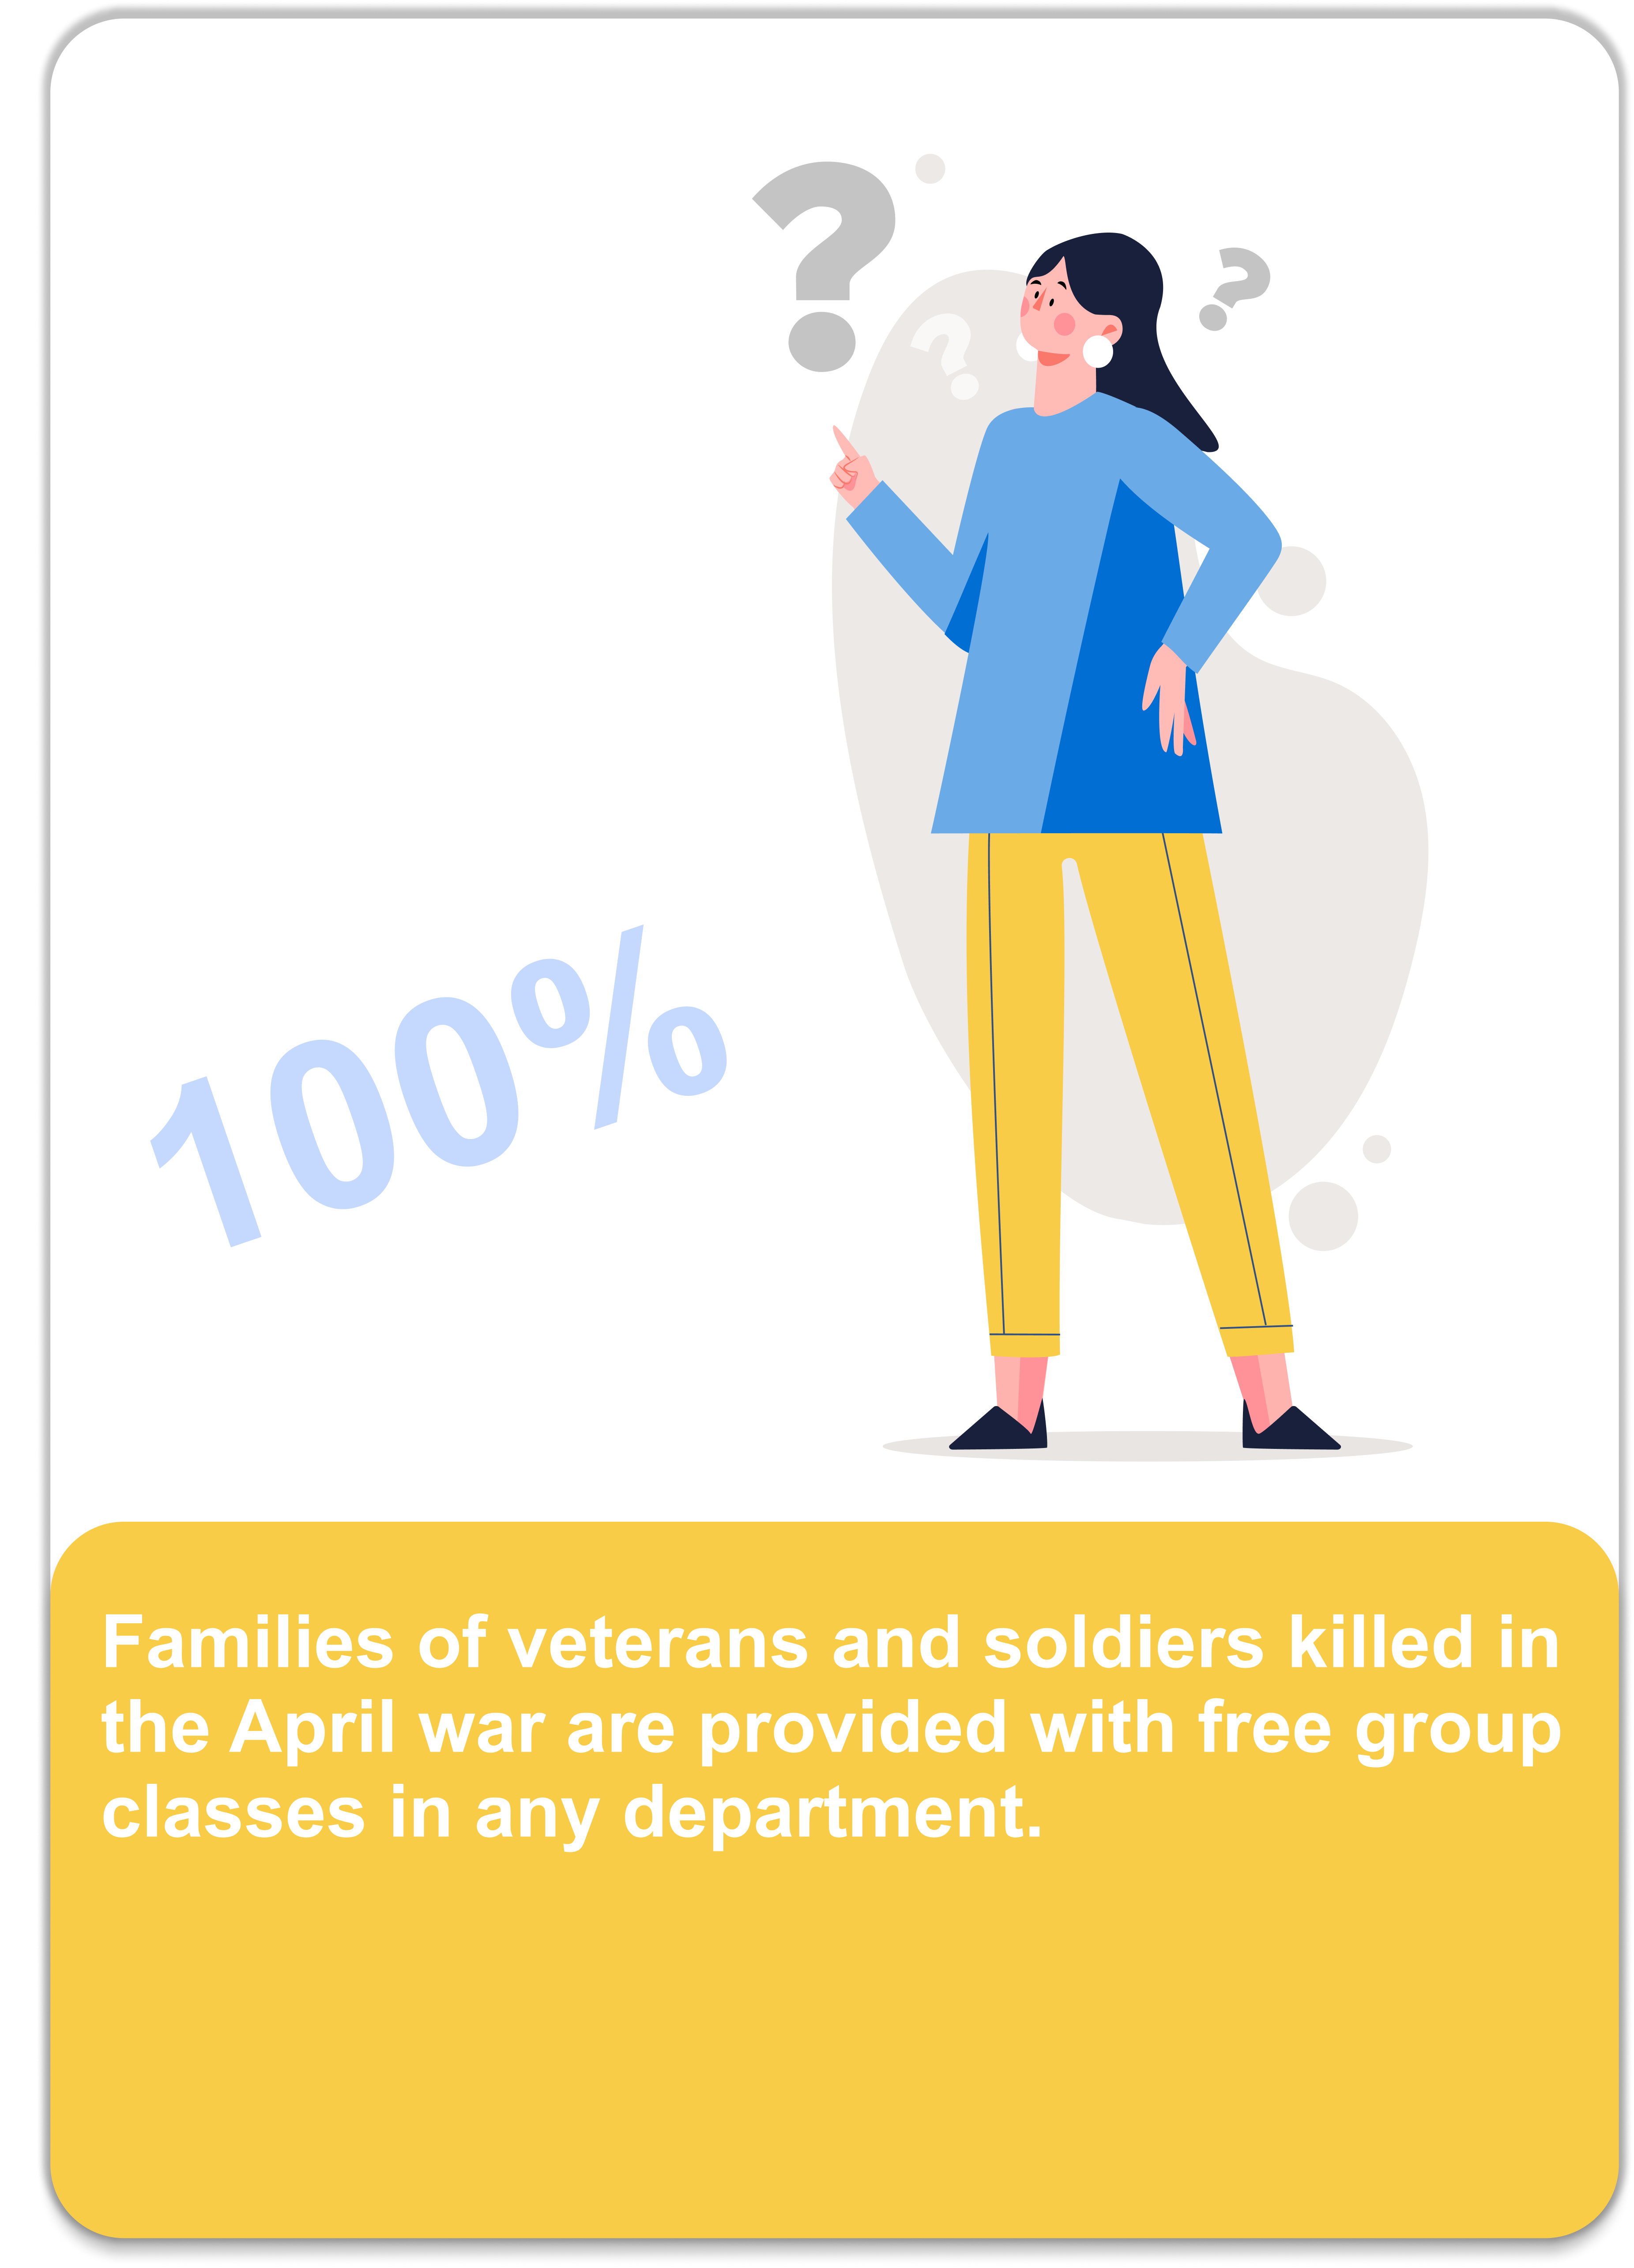 ?
?
?
100%
Families of veterans and soldiers killed in
the April war are provided with free group
classes in any department.